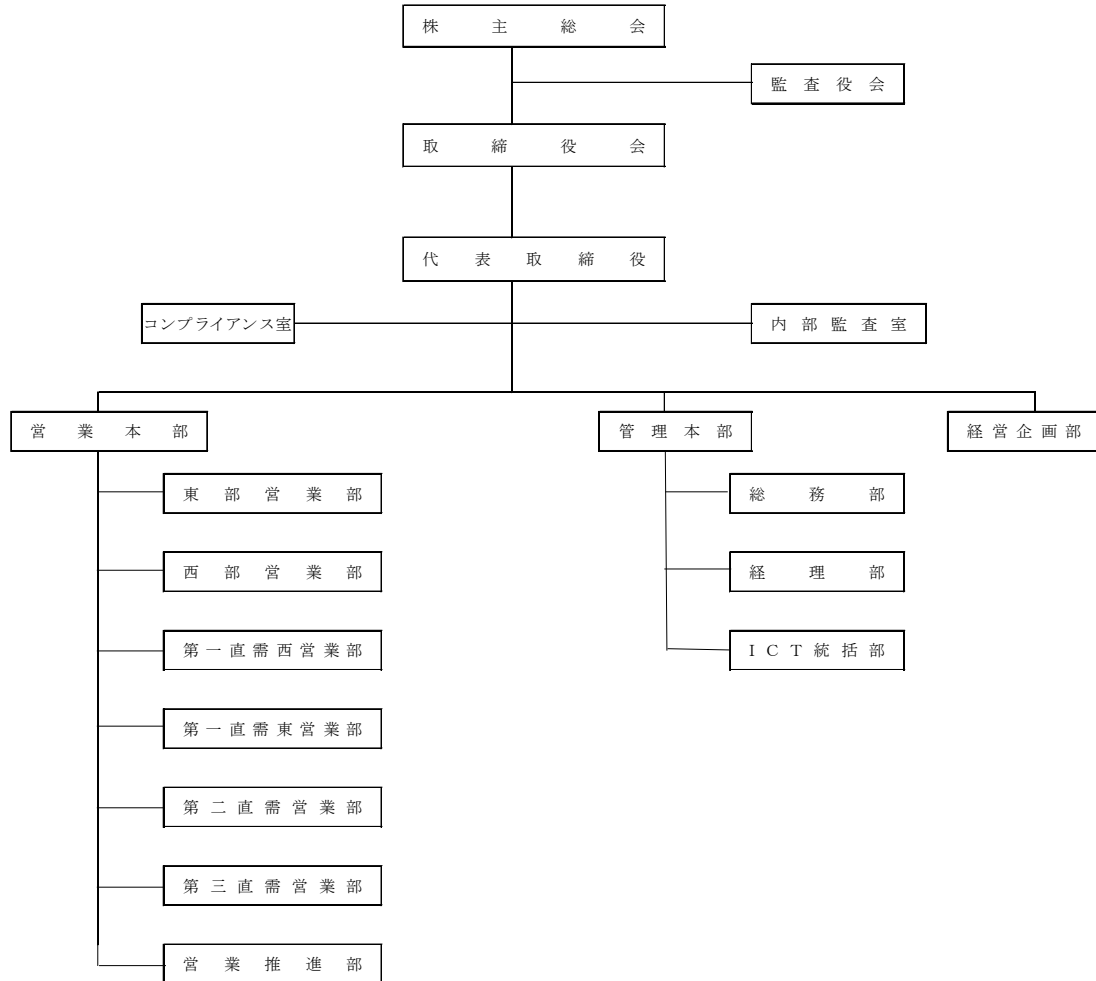 株主総会
監査役会
取締役会
代表取締役
コンプライアンス室
内部監査室
営業本部
管理本部
経営企画部
東部営業部
総務部
西部営業部
経理部
第一直需西営業部
ICT統括部
第一直需東営業部
第二直需営業部
第三直需営業部
営業推進部